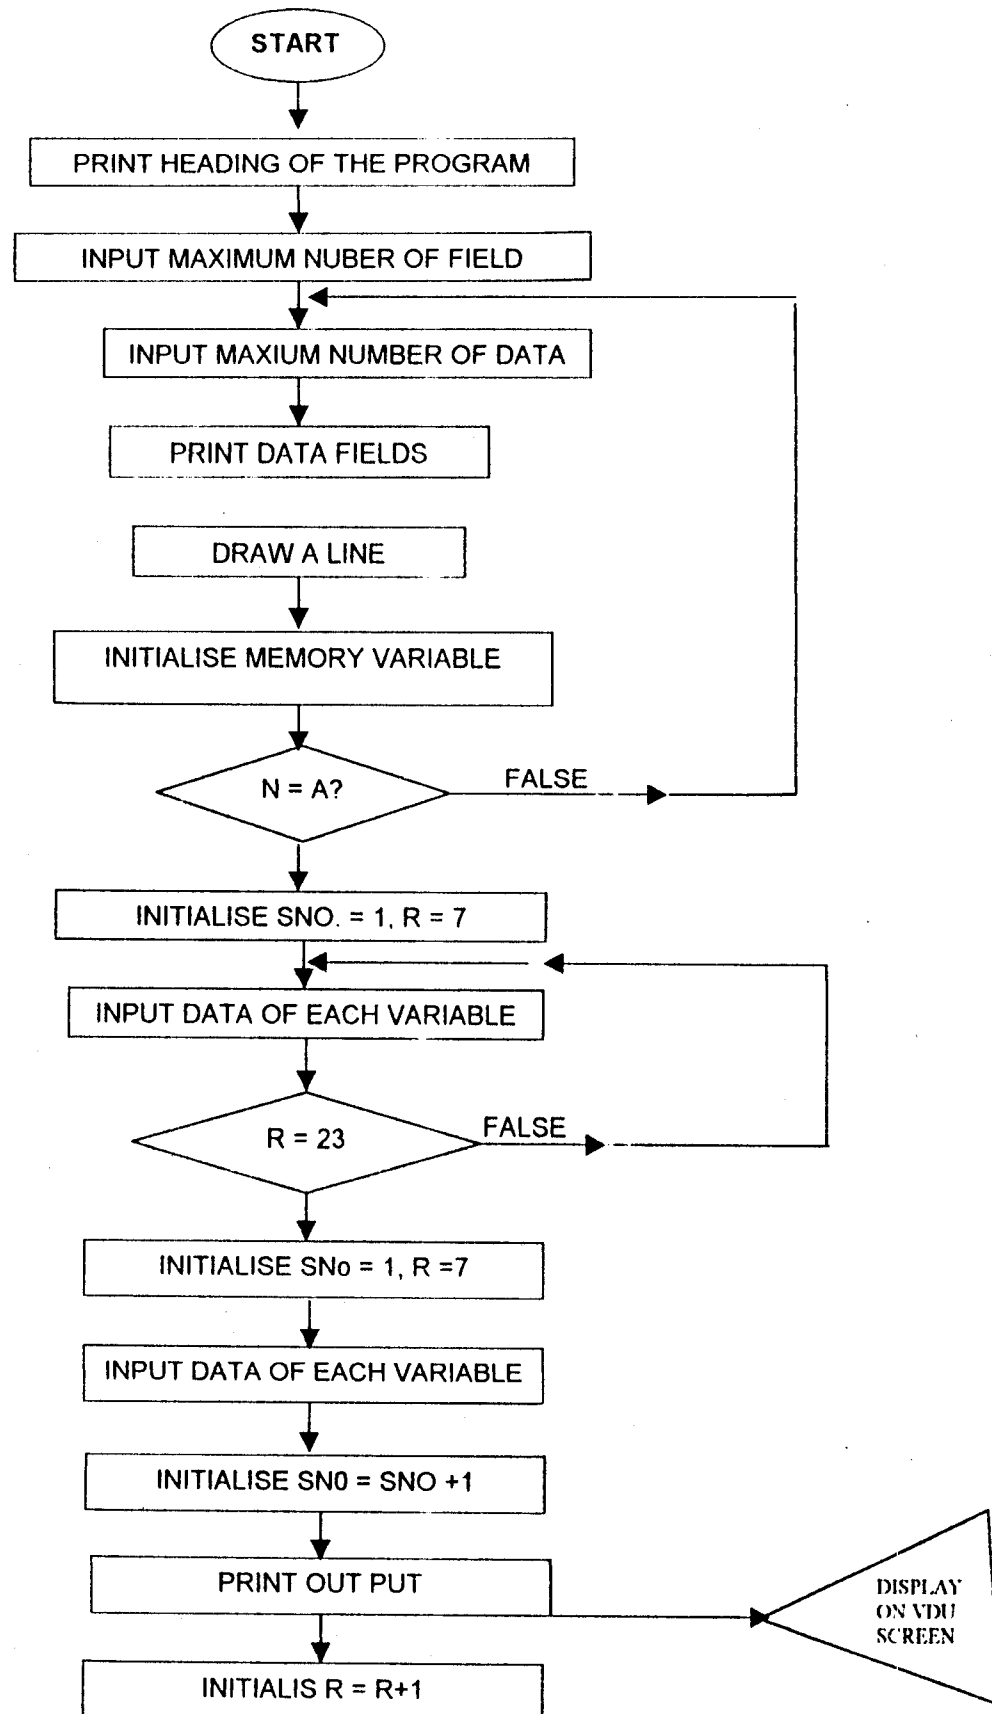 START
PRINT HEADING OF THE PROGRAM
INPUT MAXIMUM NUBER OF FIELD
INPUT MAXIUM NUMBER OF DATA
PRINT DATA FIELDS
DRAW A LINE
INITIALISE MEMORY VARIABLE
N = A?
FALSE
INITIALISE SNO. = 1, R = 7
INPUT DATA OF EACH VARIABLE
R = 23
FALSE
INITIALISE SNo = 1, R =7
INPUT DATA OF EACH VARIABLE
INITIALISE SN0 = SNO +1
PRINT OUT PUT
DISPLAY
ON VDU
SCREEN
INITIALIS R = R+1